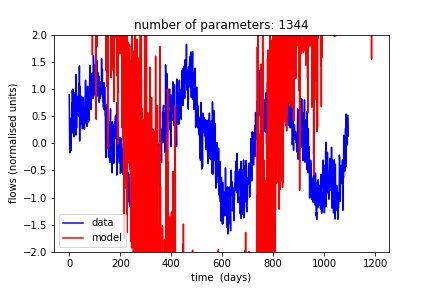 number of parameters: 1344
flows (normalised units)
2.0
1.5
1.0
0.5
0.0
−0.5
−1.0
−1.5
−2.0
data
model
0 200 400 600 800 1000 1200
time (days)